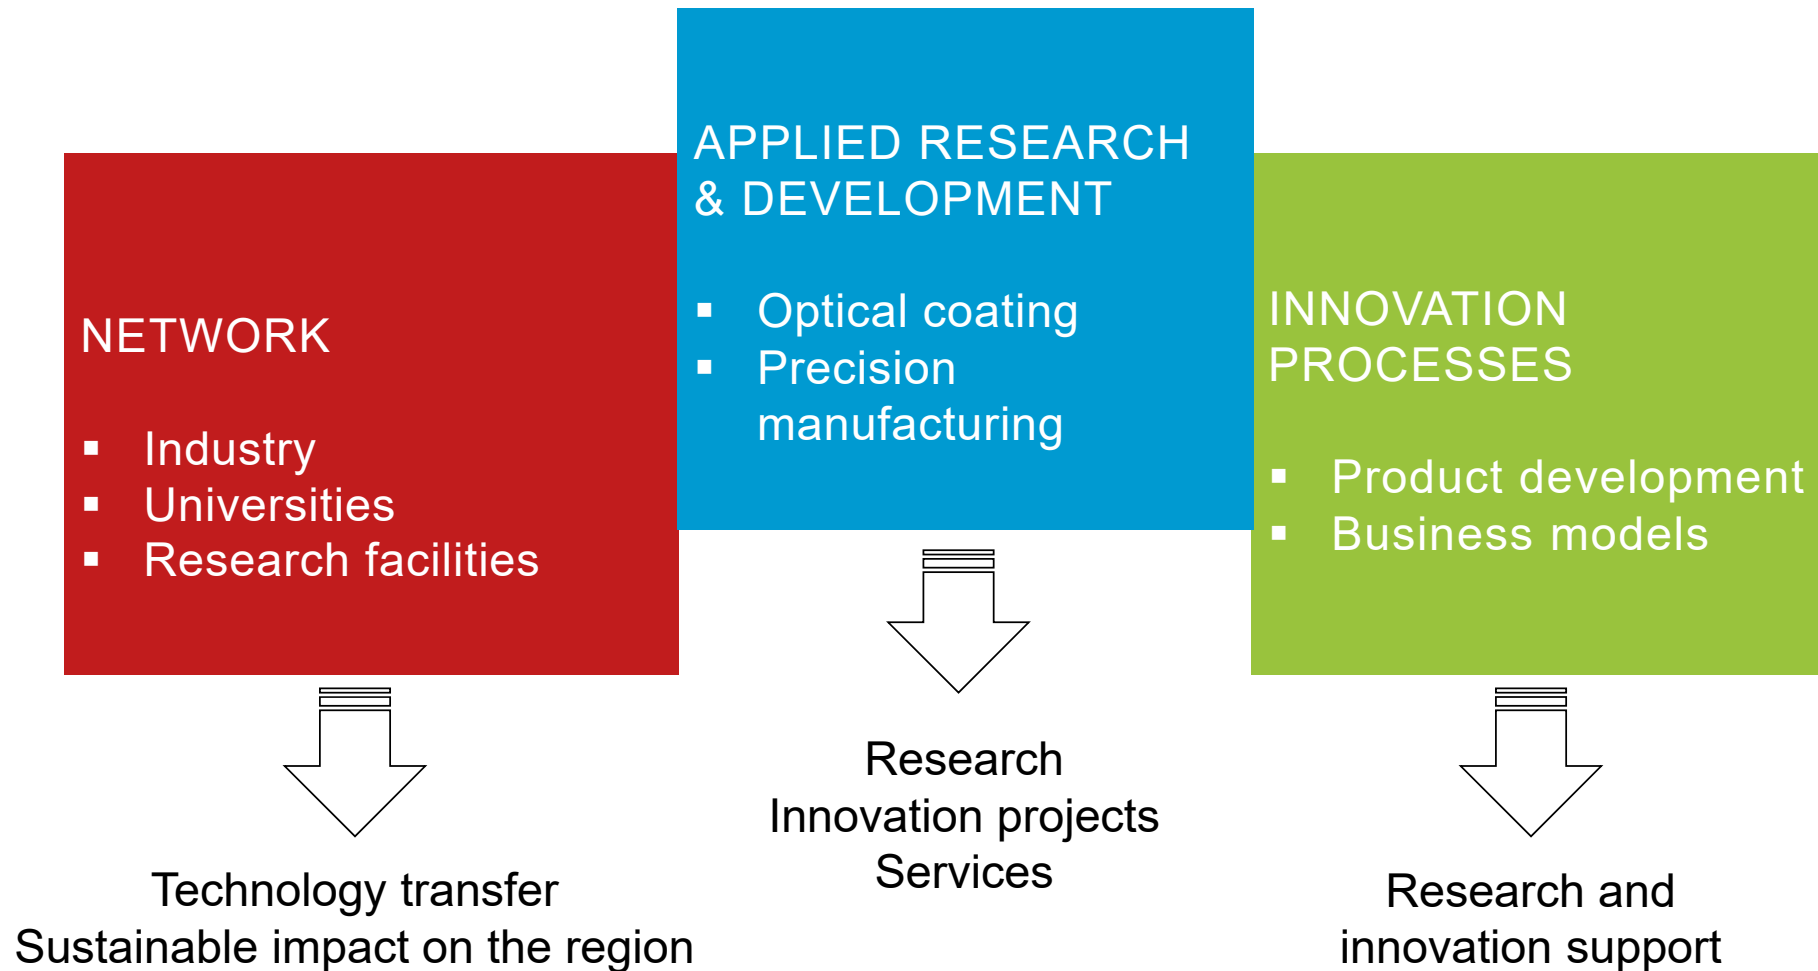 NETWORK
▪ Industry
▪ Universities
▪ Research facilities
Technology transfer
Sustainable impact on the region
APPLIED RESEARCH
& DEVELOPMENT
▪ Optical coating
▪ Precision
manufacturing
Research
Innovation projects
Services
INNOVATION
PROCESSES
▪ Product development
▪ Business models
Research and
innovation support